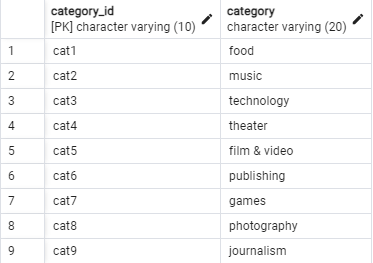 category_id category
[PK] character varying (10) character varying (20)
1 cat1 food
2 cat2 music
3 cat3 technology
4 cat4 theater
5 cat5 film & video
6 cat6 publishing
7 cat7 games
8 cat8 photography
9 cat9 journalism